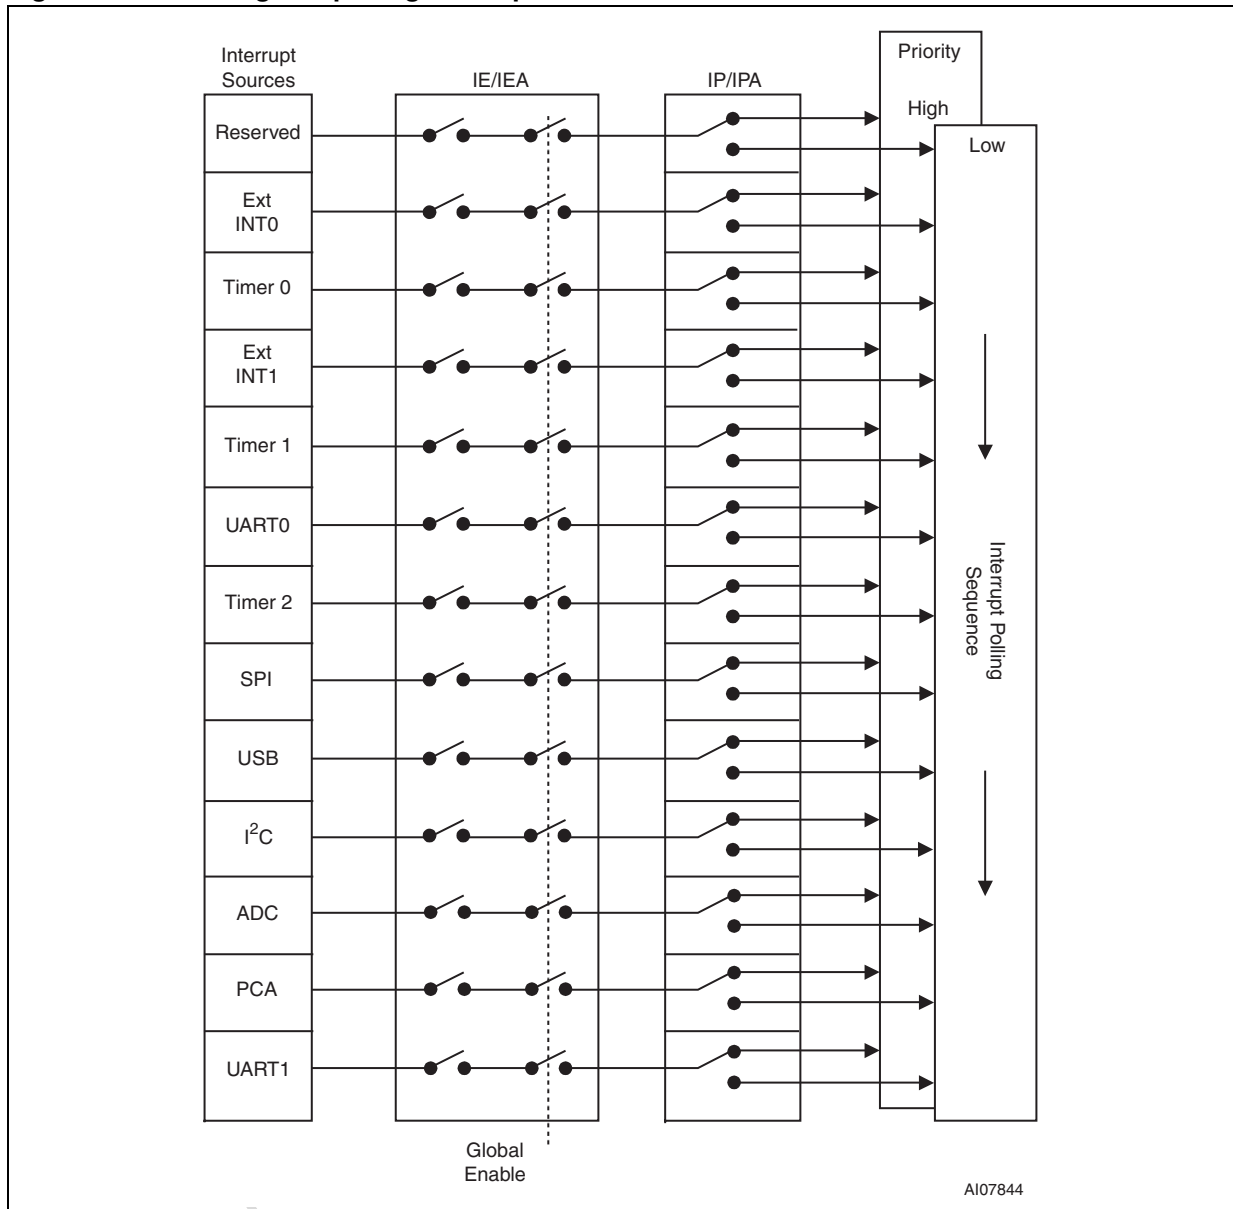 Interrupt
Sources
IE/IEA
IP/IPA
Priority
High
Low
Reserved
Ext
INT0
Timer 0
Ext
INT1
Timer 1
UART0
Timer 2
SPI
USB
I²C
ADC
PCA
UART1
Interrupt Polling
Sequence
Global
Enable
AI07844